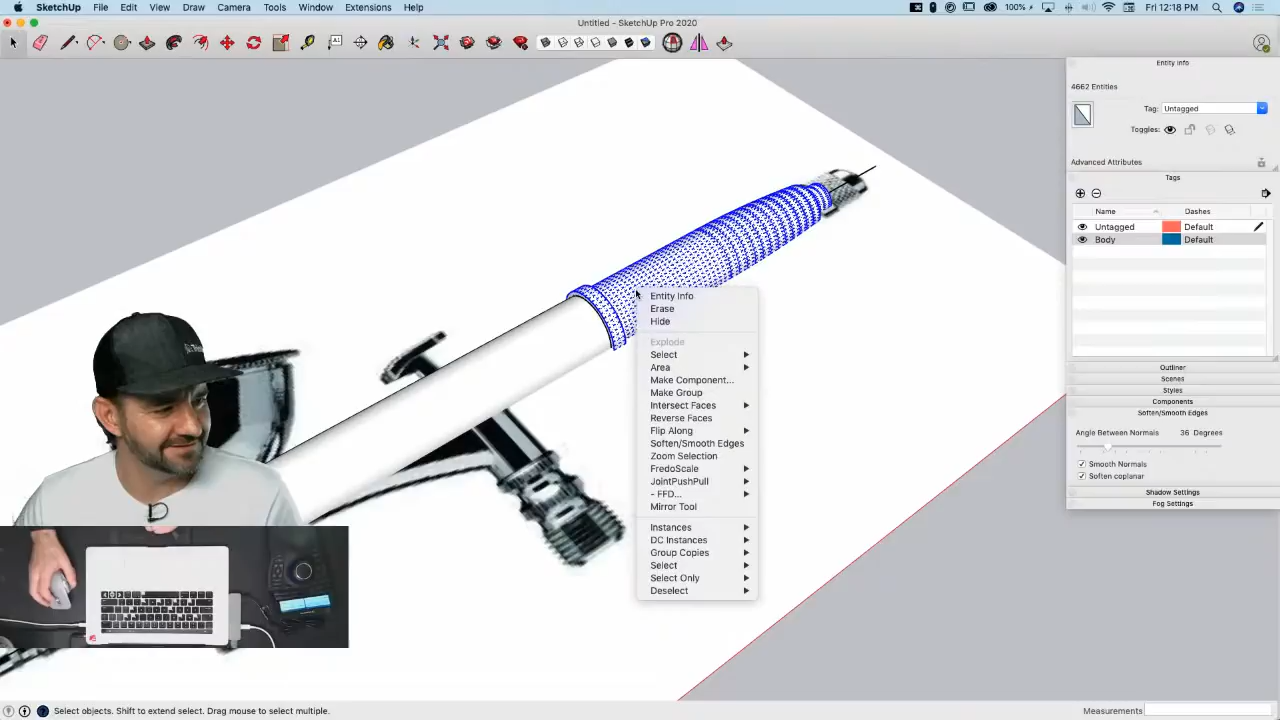 SketchUp File Edit View Draw Camera Tools Window Extensions Help 100% Fri 12:18 PM
Untitled - SketchUp Pro 2020
Entity Info
4662 Entities
Tag: Untagged
Toggles:
Advanced Attributes
Tags
Name Dashes
Untagged Default
Body Default
Outliner
Scenes
Styles
Components
Soften/Smooth Edges
Angle Between Normals 36 Degrees
Smooth Normals
Soften coplanar
Shadow Settings
Fog Settings
Entity Info
Erase
Hide
Explode
Select
Area
Make Component...
Make Group
Intersect Faces
Reverse Faces
Flip Along
Soften/Smooth Edges
Zoom Selection
FredoScale
JointPushPull
- FFD...
Mirror Tool
Instances
DC Instances
Group Copies
Select
Select Only
Deselect
Select objects. Shift to extend select. Drag mouse to select multiple.
Measurements